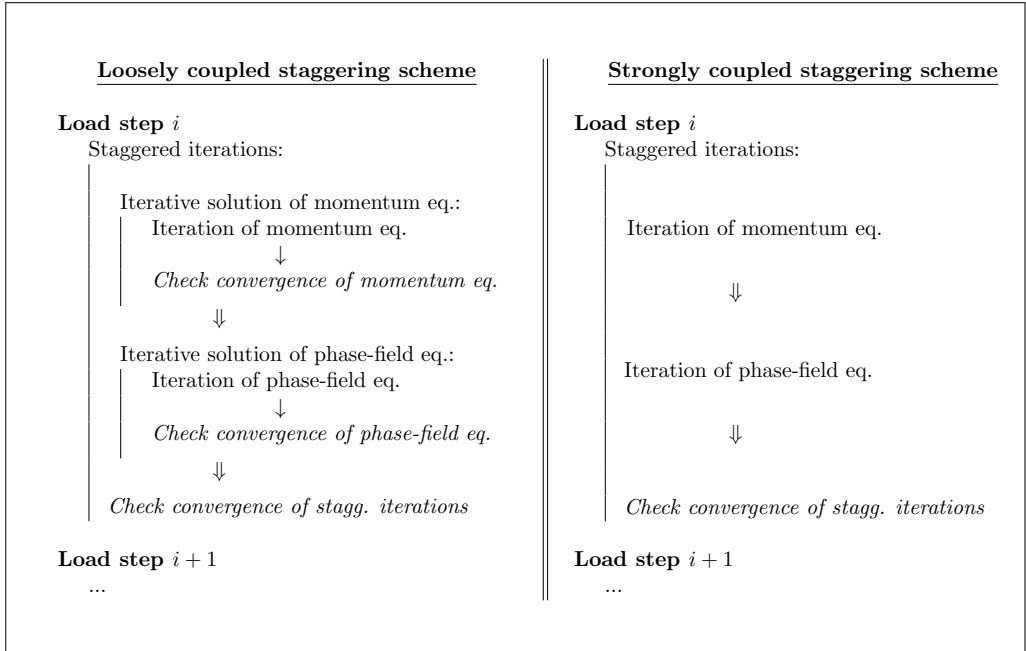 Loosely coupled staggering scheme
Load step i
Staggered iterations:
Iterative solution of momentum eq.:
Iteration of momentum eq.
↓
Check convergence of momentum eq.
⇓
Iterative solution of phase-field eq.:
Iteration of phase-field eq.
↓
Check convergence of phase-field eq.
⇓
Check convergence of stagg. iterations
Load step i + 1
...
Strongly coupled staggering scheme
Load step i
Staggered iterations:
Iteration of momentum eq.
⇓
Iteration of phase-field eq.
⇓
Check convergence of stagg. iterations
Load step i + 1
...